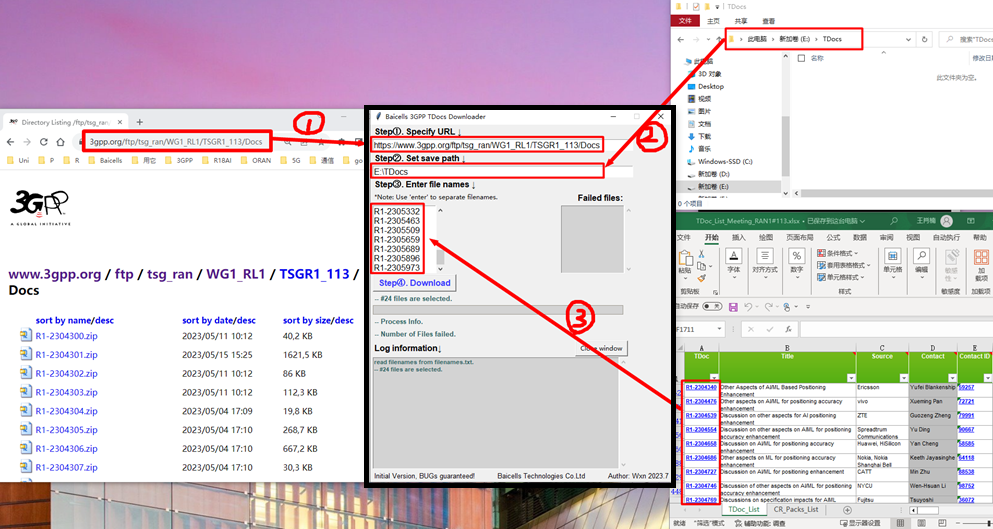 Directory Listing /ftp/tsg_ran/
3gpp.org/ftp/tsg_ran/WG1_RL1/TSGR1_113/Docs
Uni P R Baicells 用它 3GPP R18AI ORAN 5G 通信 go
3GPP
A GLOBAL INITIATIVE
www.3gpp.org / ftp / tsg_ran / WG1_RL1 / TSGR1_113 /
Docs
sort by name/desc sort by date/desc sort by size/desc
R1-2304300.zip 2023/05/11 10:12 40,2 KB
R1-2304301.zip 2023/05/15 15:25 1621,5 KB
R1-2304302.zip 2023/05/11 10:12 86 KB
R1-2304303.zip 2023/05/11 10:12 112,3 KB
R1-2304304.zip 2023/05/04 17:09 19,8 KB
R1-2304305.zip 2023/05/04 17:10 268,7 KB
R1-2304306.zip 2023/05/04 17:10 667,2 KB
R1-2304307.zip 2023/05/04 17:10 30,3 KB
①
②
③
Baicells 3GPP TDocs Downloader
Step①. Specify URL ↓
https://www.3gpp.org/ftp/tsg_ran/WG1_RL1/TSGR1_113/Docs
Step②. Set save path ↓
E:\TDocs
Step③. Enter file names ↓
*Note: Use 'enter' to separate filenames.
Failed files:
R1-2305332
R1-2305463
R1-2305509
R1-2305659
R1-2305689
R1-2305896
R1-2305973
Step④. Download
-- #24 files are selected.
-- Process Info.
-- Number of Files failed.
Log information↓
Close window
read filenames from filenames.txt.
-- #24 files are selected.
Initial Version, BUGs guaranteed! Baicells Technologies Co.Ltd Author: Wxn 2023.7
TDocs
文件 主页 共享 查看
此电脑 › 新加卷 (E:) › TDocs
搜索"TDocs
名称
修改日
此文件夹为空。
此电脑
3D 对象
Desktop
视频
图片
文档
下载
音乐
Windows-SSD (C:)
新加卷 (D:)
新加卷 (E:)
0 个项目
TDoc_List_Meeting_RAN1#113.xlsx • 已保存到这台电脑
文件 开始 插入 绘图 页面布局 公式 数据 审阅 视图 自动执行 帮助
粘贴 字体 对齐方式 数字
条件格式
套用表格格式
单元格样式
单元格 编辑 敏感性 加载项
剪贴板 样式 敏感度 加载项
自动保存 关
F1711
A B C D E
TDoc Title Source Contact Contact ID
R1-2304340 Other Aspects of AI/ML Based Positioning Enhancement Ericsson Yufei Blankenship 59257
R1-2304476 Other aspects on AI/ML for positioning accuracy enhancement vivo Xueming Pan 72721
R1-2304539 Discussion on other aspects for AI positioning enhancement ZTE Guozeng Zheng 79991
R1-2304554 Discussion on other aspects on AI/ML for positioning accuracy enhancement Spreadtrum Communications Yu Ding 90667
R1-2304658 Discussion on AI/ML for positioning accuracy enhancement Huawei, HiSilicon Yan Cheng 58585
R1-2304686 Other aspects on ML for positioning accuracy enhancement Nokia, Nokia Shanghai Bell Keeth Jayasinghe 64118
R1-2304727 Discussion on AI/ML for positioning enhancement CATT Min Zhu 88538
R1-2304746 Discussion of other aspects on AI/ML for positioning accuracy enhancement NYCU Wen-Hsuan Li 98752
R1-2304769 Discussions on specification impacts for AIML Fujitsu Tsuyoshi 36072
TDoc_List CR_Packs_List
就绪 "筛选"模式 辅助功能: 调查 显示器设置